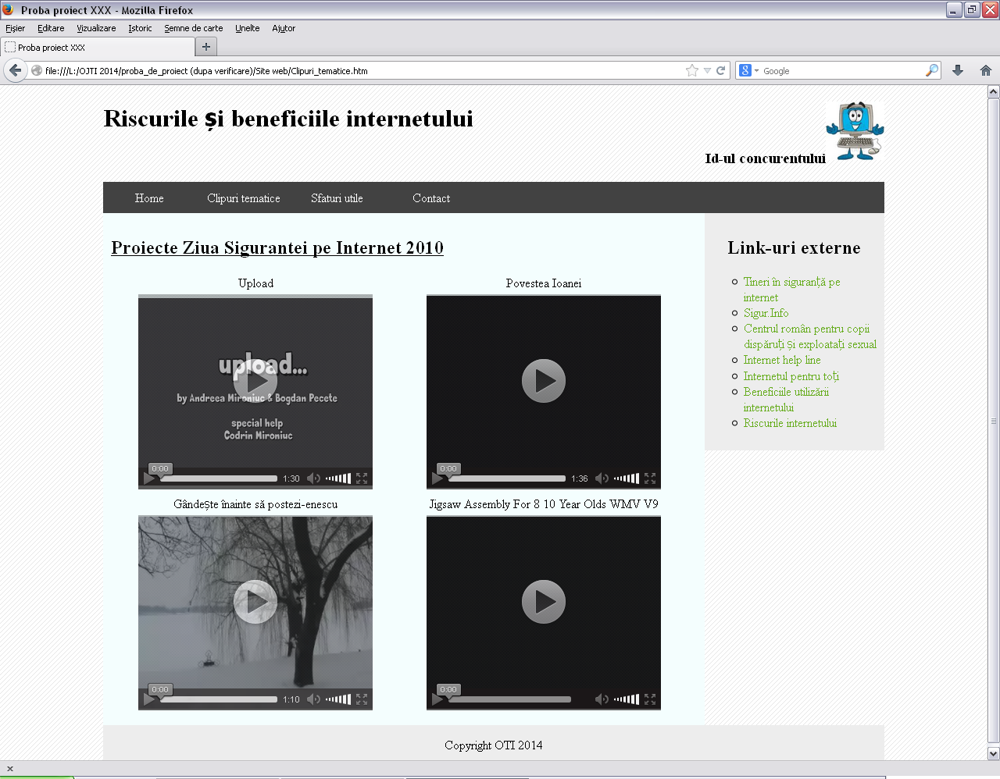 Proba proiect XXX - Mozilla Firefox
Fișier Editare Vizualizare Istoric Semne de carte Unelte Ajutor
Proba proiect XXX
file:///L:/OJTI 2014/proba_de_proiect (dupa verificare)/Site web/Clipuri_tematice.htm
Google
Riscurile și beneficiile internetului
Id-ul concurentului
Home Clipuri tematice Sfaturi utile Contact
Proiecte Ziua Sigurantei pe Internet 2010
Upload
upload...
by Andreea Mironiuc & Bogdan Pecete
special help
Codrin Mironiuc
0:00
1:30
Povestea Ioanei
0:00
1:36
Gândește înainte să postezi-enescu
0:00
1:10
Jigsaw Assembly For 8 10 Year Olds WMV V9
0:00
Link-uri externe
Tineri în siguranță pe
internet
Sigur.Info
Centrul român pentru copii
dispăruți și exploatați sexual
Internet help line
Internetul pentru toți
Beneficiile utilizării
internetului
Riscurile internetului
Copyright OTI 2014